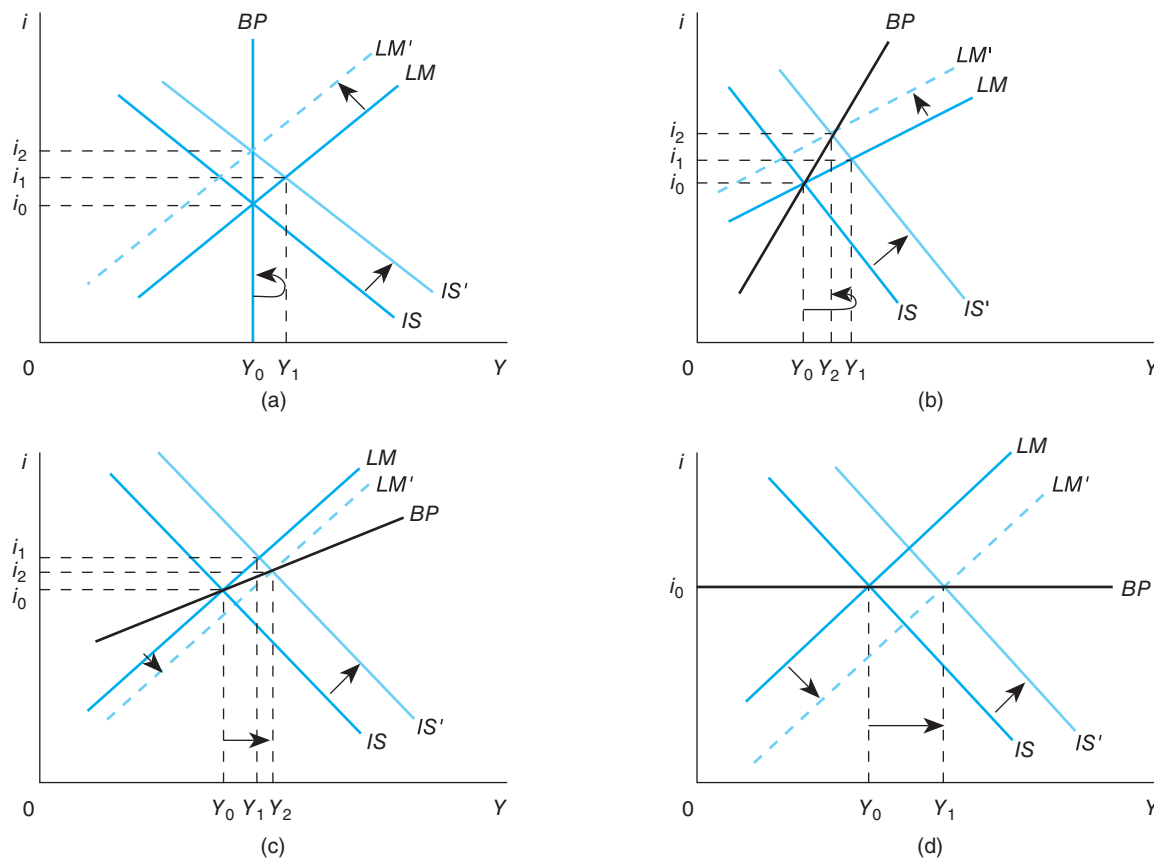 i
BP
LM'
LM
i₂
i₁
i₀
IS'
IS
0
Y₀
Y₁
Y
(a)
i
BP
LM'
LM
i₂
i₁
i₀
IS
IS'
0
Y₀
Y₂
Y₁
Y
(b)
i
LM
LM'
BP
i₁
i₂
i₀
IS
IS'
0
Y₀
Y₁
Y₂
Y
(c)
i
LM
LM'
i₀
BP
IS
IS'
0
Y₀
Y₁
Y
(d)